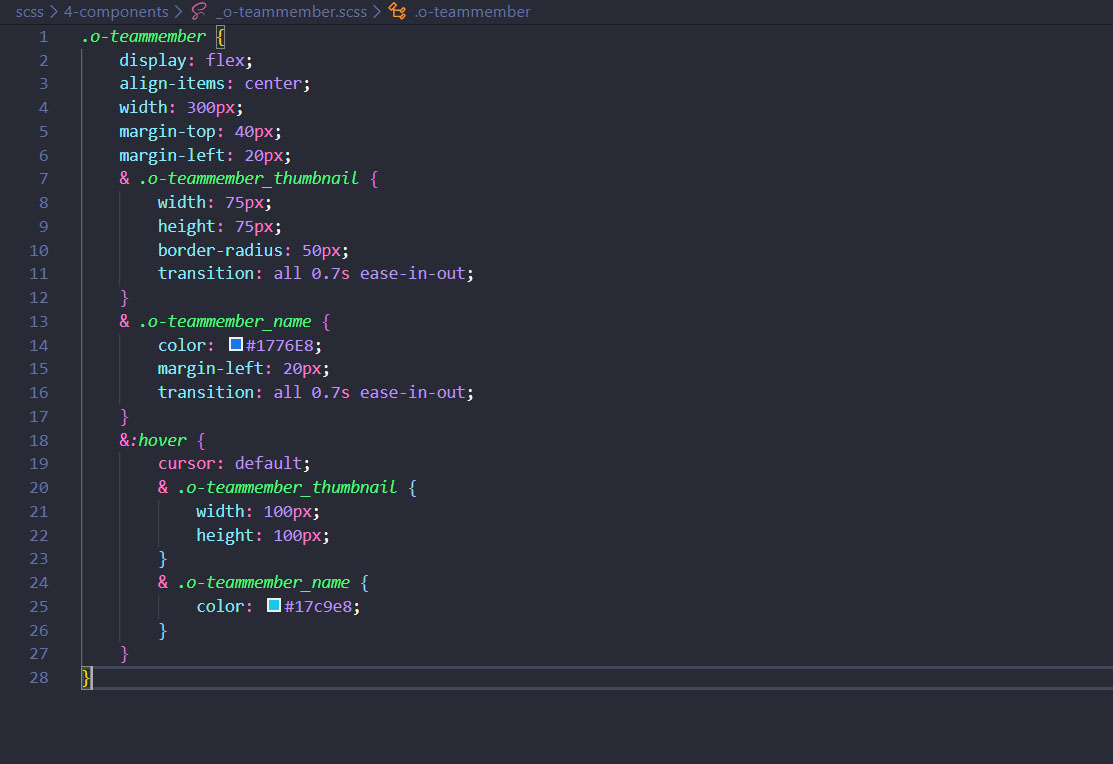 scss > 4-components > _o-teammember.scss > .o-teammember
1 .o-teammember {
2     display: flex;
3     align-items: center;
4     width: 300px;
5     margin-top: 40px;
6     margin-left: 20px;
7     & .o-teammember_thumbnail {
8         width: 75px;
9         height: 75px;
10         border-radius: 50px;
11         transition: all 0.7s ease-in-out;
12     }
13     & .o-teammember_name {
14         color: #1776E8;
15         margin-left: 20px;
16         transition: all 0.7s ease-in-out;
17     }
18     &:hover {
19         cursor: default;
20         & .o-teammember_thumbnail {
21             width: 100px;
22             height: 100px;
23         }
24         & .o-teammember_name {
25             color: #17c9e8;
26         }
27     }
28 }